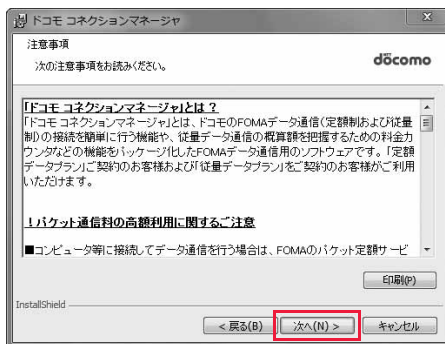 ドコモ コネクションマネージャ
注意事項
次の注意事項をお読みください。
NTT
döcomo
「ドコモ コネクションマネージャ」とは？
「ドコモ コネクションマネージャ」とは、ドコモのFOMAデータ通信（定額制および従量
制）の接続を簡単に行う機能や、従量データ通信の概算額を把握するための料金カ
ウンタなどの機能をパッケージ化したFOMAデータ通信用のソフトウェアです。「定額
データプラン」ご契約のお客様および「従量データプラン」をご契約のお客様がご利用
いただけます。
！パケット通信料の高額利用に関するご注意
■コンピュータ等に接続してデータ通信を行う場合は、FOMAのパケット定額サービ
印刷(P)
InstallShield
< 戻る(B)
次へ(N) >
キャンセル